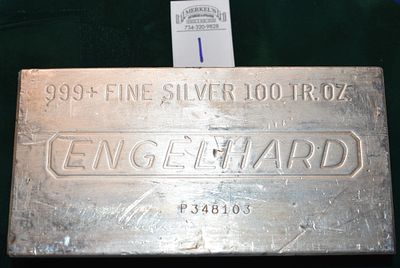 MERKEL'S
734-320-9828
1
999+ FINE SILVER 100 TR.OZ
ENGELHARD
P348103